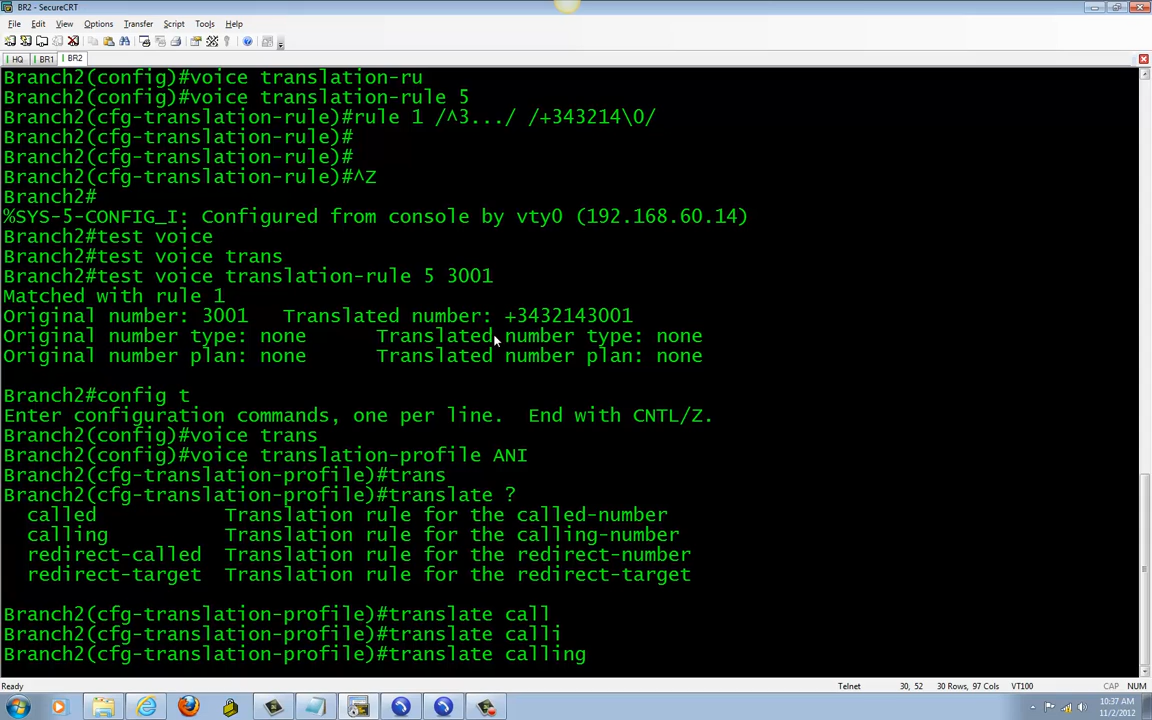 BR2 - SecureCRT
File Edit View Options Transfer Script Tools Help
HQ BR1 BR2
Branch2(config)#voice translation-ru
Branch2(config)#voice translation-rule 5
Branch2(cfg-translation-rule)#rule 1 /^3.../ /+343214\0/
Branch2(cfg-translation-rule)#
Branch2(cfg-translation-rule)#
Branch2(cfg-translation-rule)#^Z
Branch2#
%SYS-5-CONFIG_I: Configured from console by vty0 (192.168.60.14)
Branch2#test voice
Branch2#test voice trans
Branch2#test voice translation-rule 5 3001
Matched with rule 1
Original number: 3001 Translated number: +3432143001
Original number type: none Translated number type: none
Original number plan: none Translated number plan: none
Branch2#config t
Enter configuration commands, one per line. End with CNTL/Z.
Branch2(config)#voice trans
Branch2(config)#voice translation-profile ANI
Branch2(cfg-translation-profile)#trans
Branch2(cfg-translation-profile)#translate ?
called Translation rule for the called-number
calling Translation rule for the calling-number
redirect-called Translation rule for the redirect-number
redirect-target Translation rule for the redirect-target
Branch2(cfg-translation-profile)#translate call
Branch2(cfg-translation-profile)#translate calli
Branch2(cfg-translation-profile)#translate calling
Ready Telnet 30, 52 30 Rows, 97 Cols VT100 CAP NUM
10:37 AM
11/2/2012